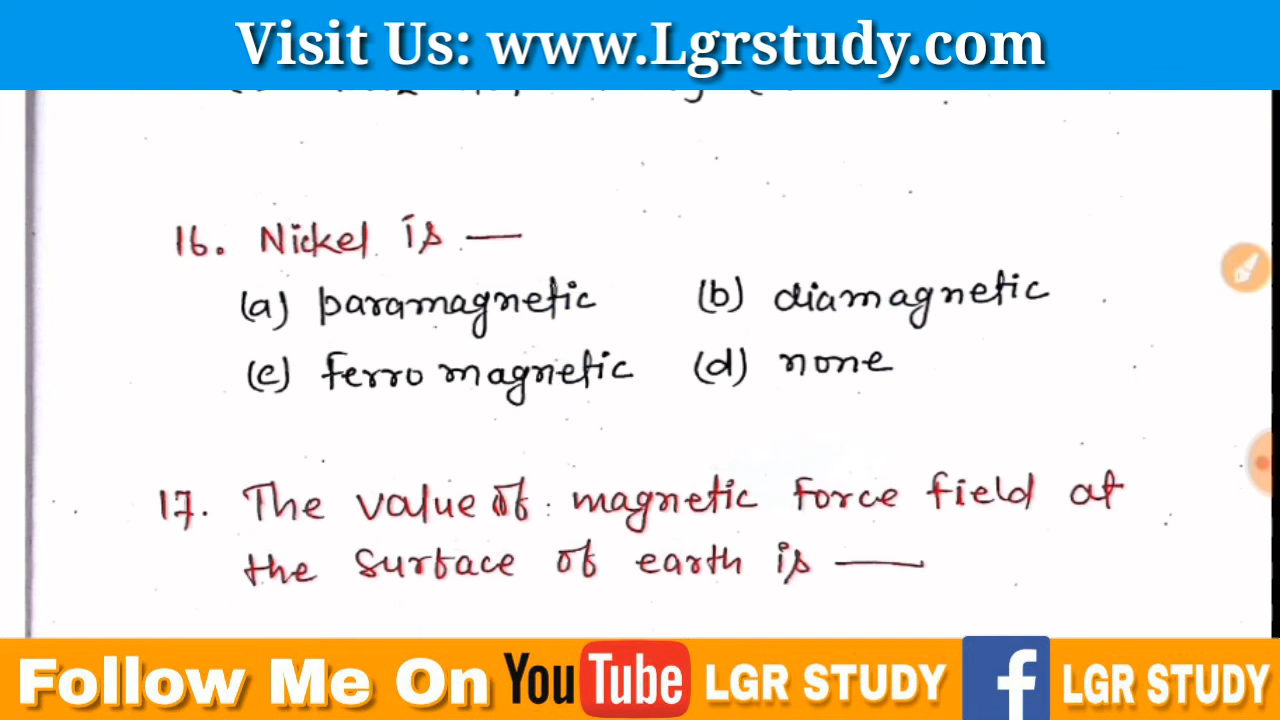 Visit Us: www.Lgrstudy.com
16. Nickel is —
(a) paramagnetic (b) diamagnetic
(c) ferro magnetic (d) none
17. The value of magnetic force field at
the surface of earth is —
Follow Me On YouTube LGR STUDY f LGR STUDY